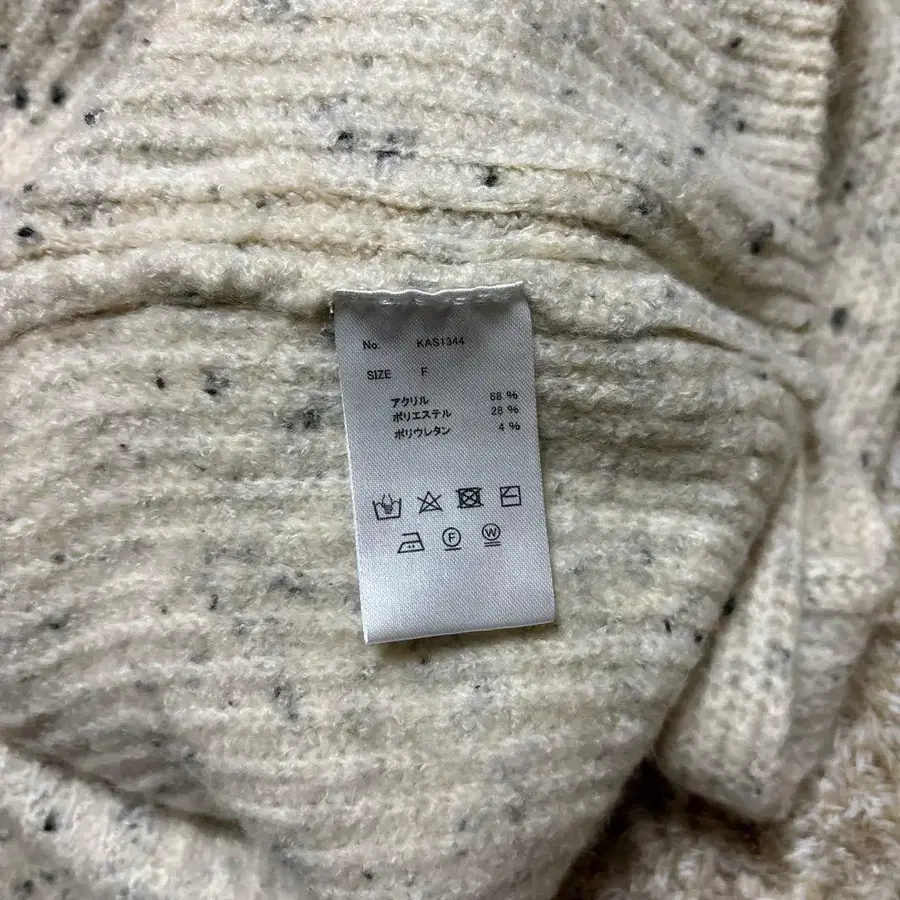 No. KAS1344
SIZE F
アクリル 68 %
ポリエステル 28 %
ポリウレタン 4 %
F W